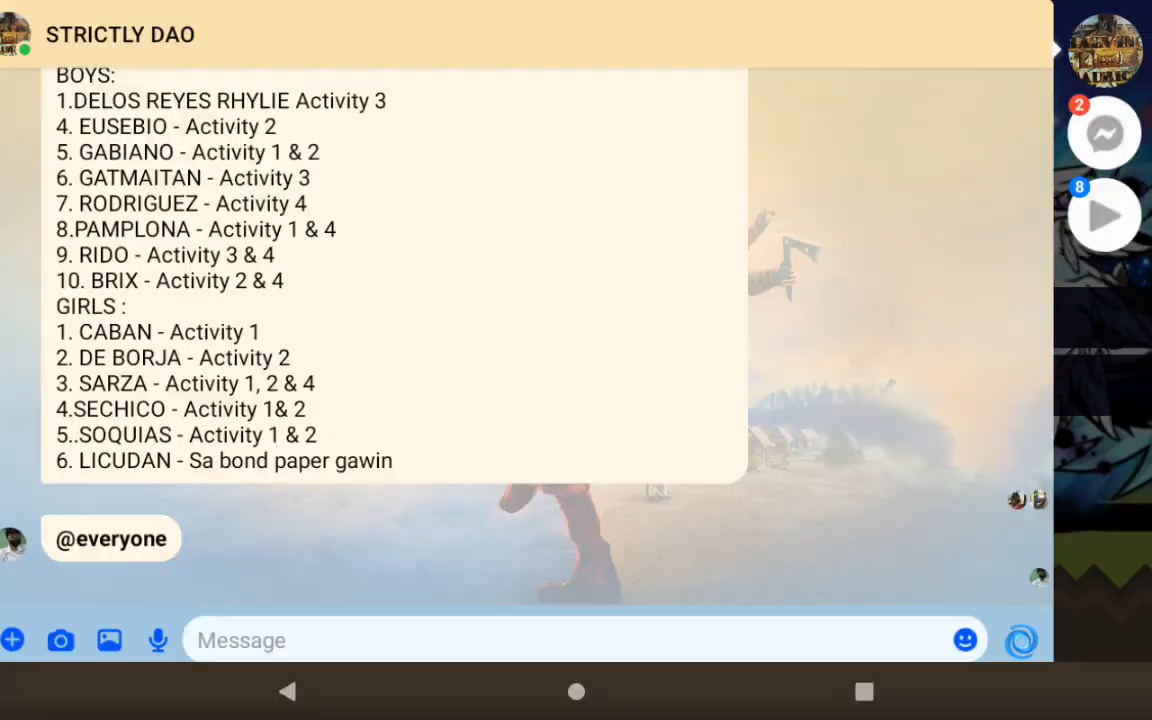 STRICTLY DAO
BOYS:
1.DELOS REYES RHYLIE Activity 3
4. EUSEBIO - Activity 2
5. GABIANO - Activity 1 & 2
6. GATMAITAN - Activity 3
7. RODRIGUEZ - Activity 4
8.PAMPLONA - Activity 1 & 4
9. RIDO - Activity 3 & 4
10. BRIX - Activity 2 & 4
GIRLS :
1. CABAN - Activity 1
2. DE BORJA - Activity 2
3. SARZA - Activity 1, 2 & 4
4.SECHICO - Activity 1& 2
5..SOQUIAS - Activity 1 & 2
6. LICUDAN - Sa bond paper gawin
@everyone
Message
2
8